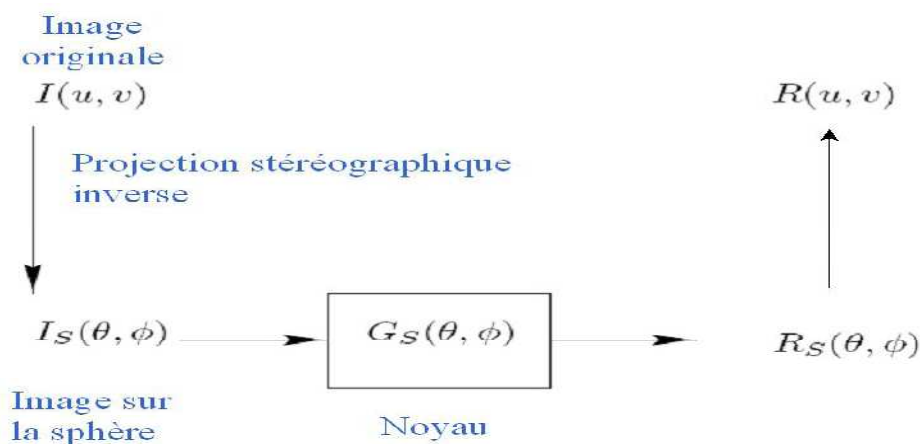 Image
originale
I(u, v)
R(u, v)
Projection stéréographique
inverse
I_S(θ, ϕ)
G_S(θ, ϕ)
R_S(θ, ϕ)
Image sur
la sphère
Noyau